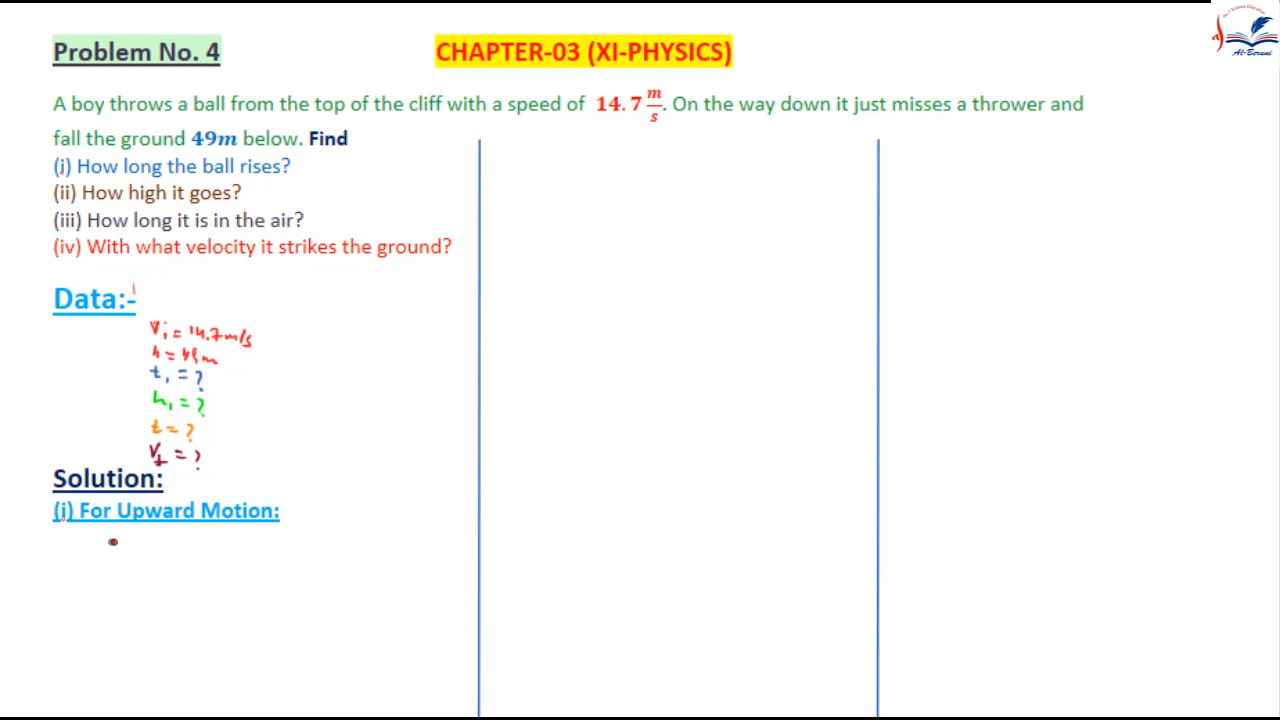 Problem No. 4
CHAPTER-03 (XI-PHYSICS)
A boy throws a ball from the top of the cliff with a speed of 14.7 m/s. On the way down it just misses a thrower and
fall the ground 49m below. Find
(i) How long the ball rises?
(ii) How high it goes?
(iii) How long it is in the air?
(iv) With what velocity it strikes the ground?
Data:-
Vi = 14.7 m/s
h = 49m
t₁ = ?
h₁ = ?
t = ?
Vf = ?
Solution:
(i) For Upward Motion:
Al-Beruni